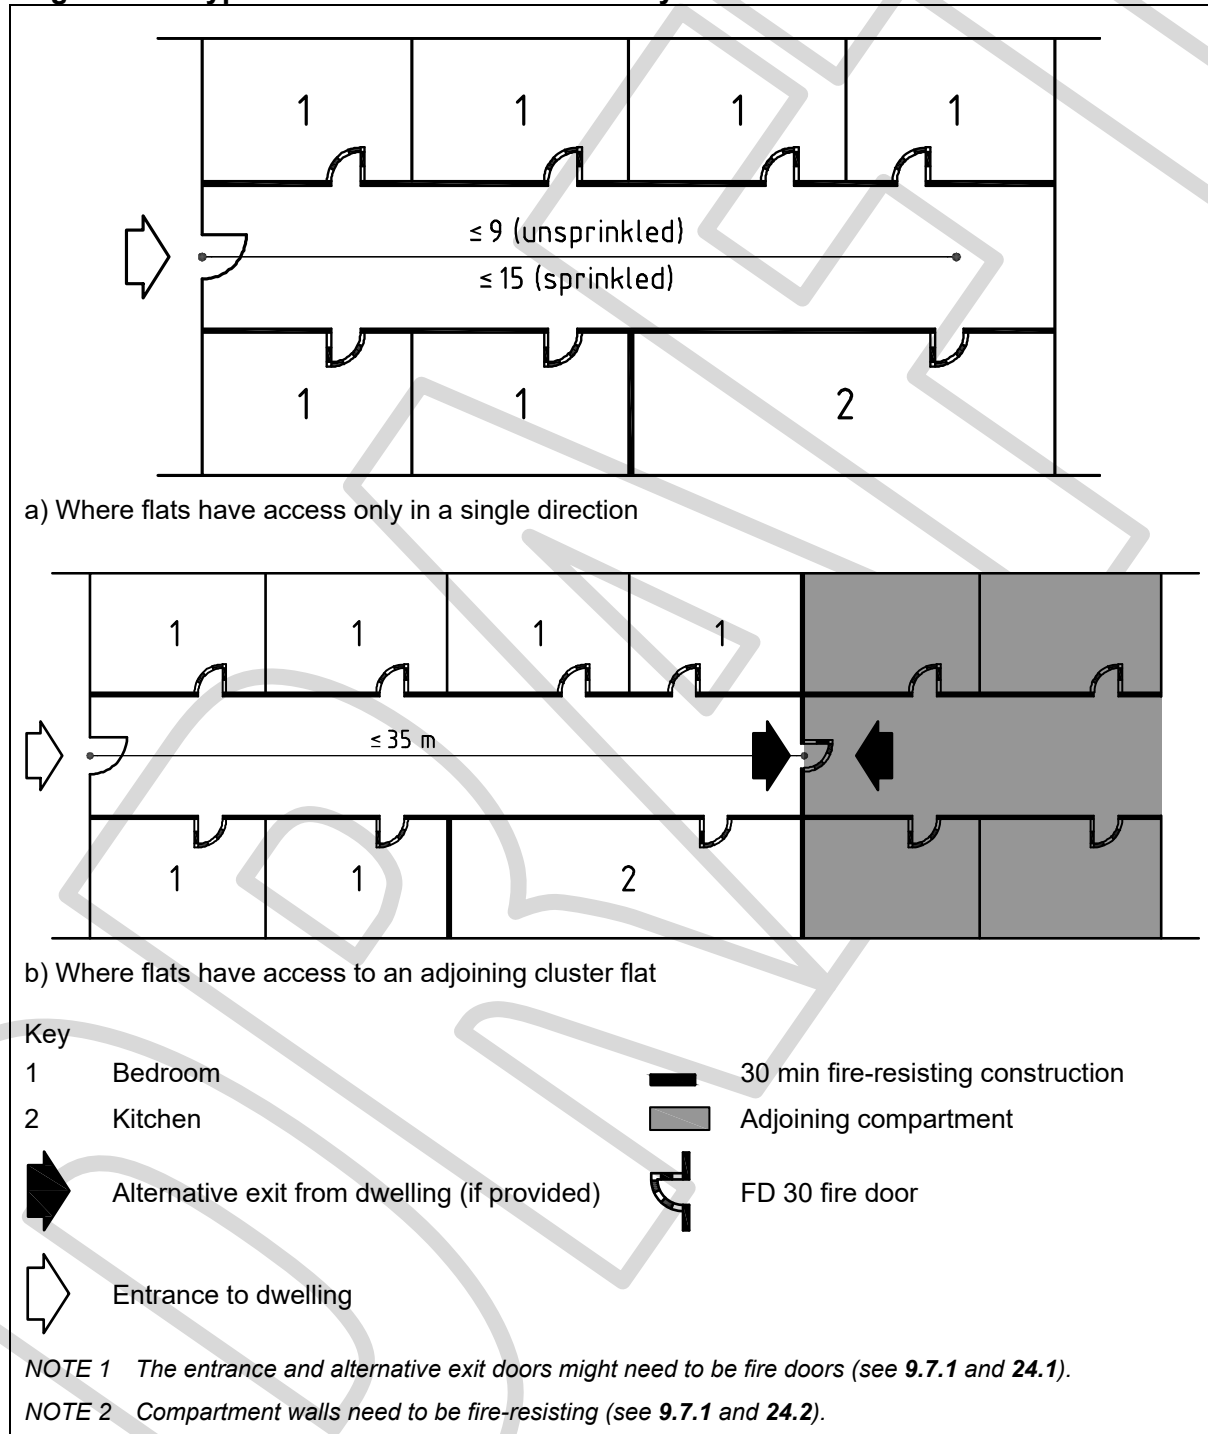 1 1 1 1
≤ 9 (unsprinkled)
≤ 15 (sprinkled)
1 1 2
a) Where flats have access only in a single direction
1 1 1 1
≤ 35 m
1 1 2
b) Where flats have access to an adjoining cluster flat
Key
1 Bedroom
30 min fire-resisting construction
2 Kitchen
Adjoining compartment
Alternative exit from dwelling (if provided)
FD 30 fire door
Entrance to dwelling
NOTE 1 The entrance and alternative exit doors might need to be fire doors (see 9.7.1 and 24.1).
NOTE 2 Compartment walls need to be fire-resisting (see 9.7.1 and 24.2).
DRAFT